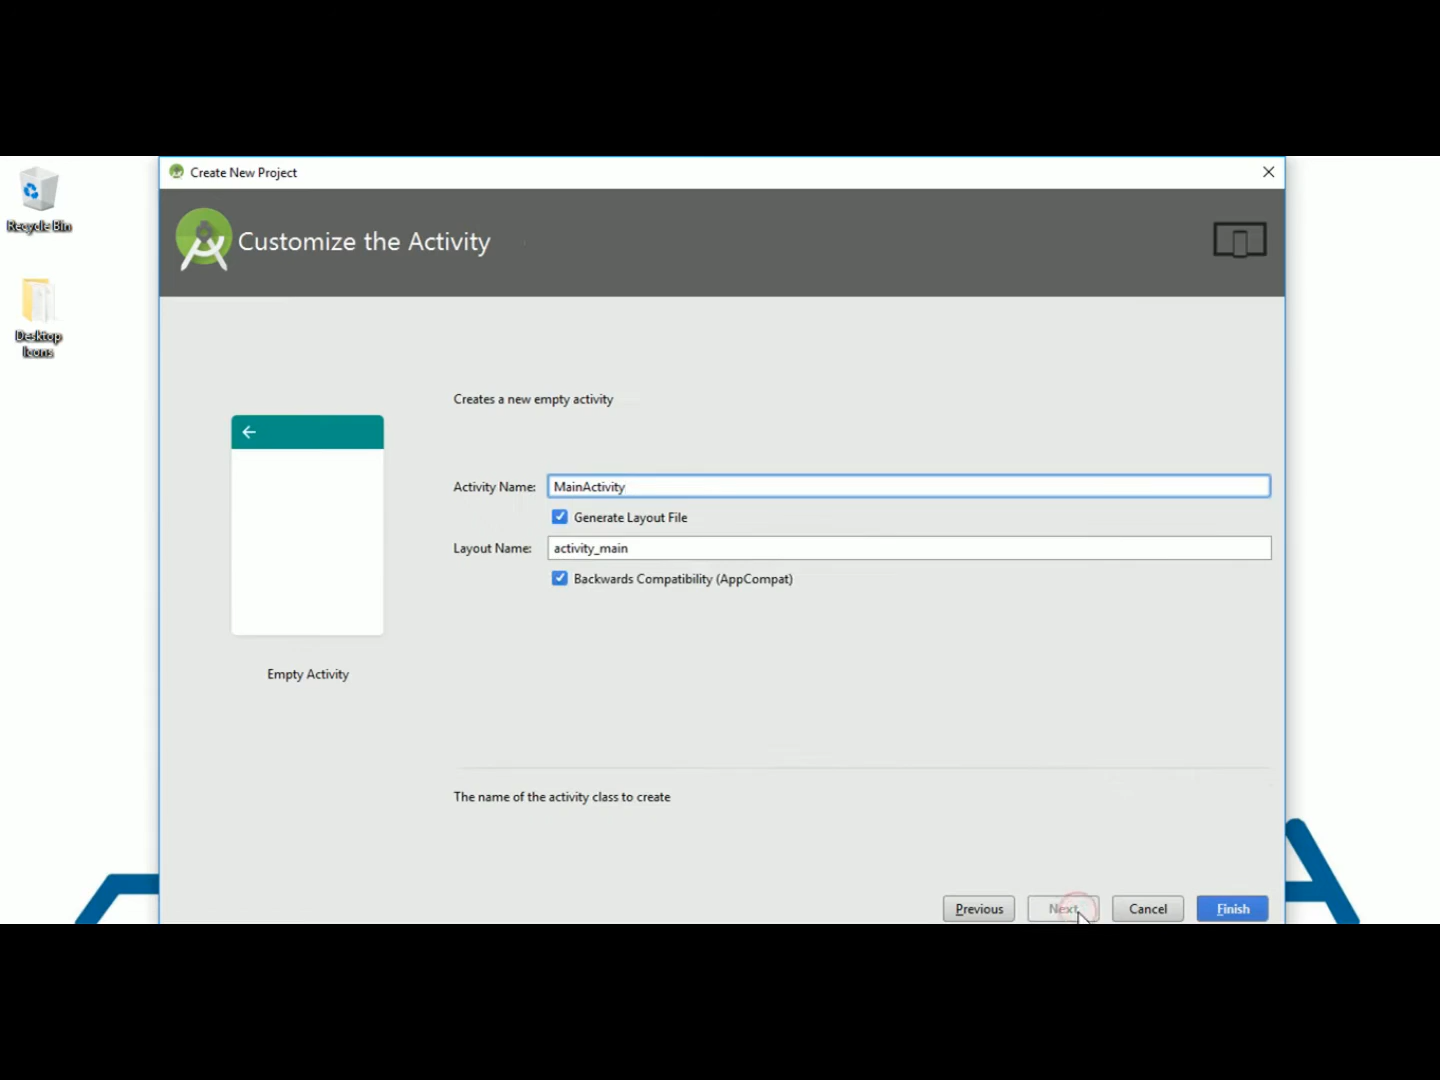 Create New Project
Recycle Bin
Customize the Activity
Desktop
Icons
Creates a new empty activity
Activity Name: MainActivity
Generate Layout File
Layout Name: activity_main
Backwards Compatibility (AppCompat)
Empty Activity
The name of the activity class to create
Previous Next Cancel Finish